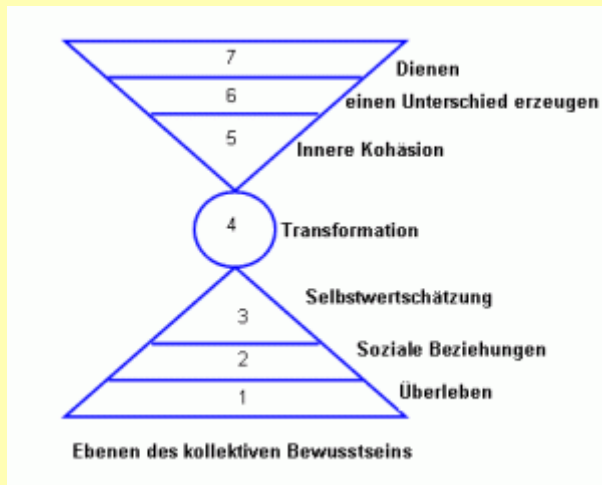 7
Dienen
6
einen Unterschied erzeugen
5
Innere Kohäsion
4
Transformation
Selbstwertschätzung
3
Soziale Beziehungen
2
Überleben
1
Ebenen des kollektiven Bewusstseins